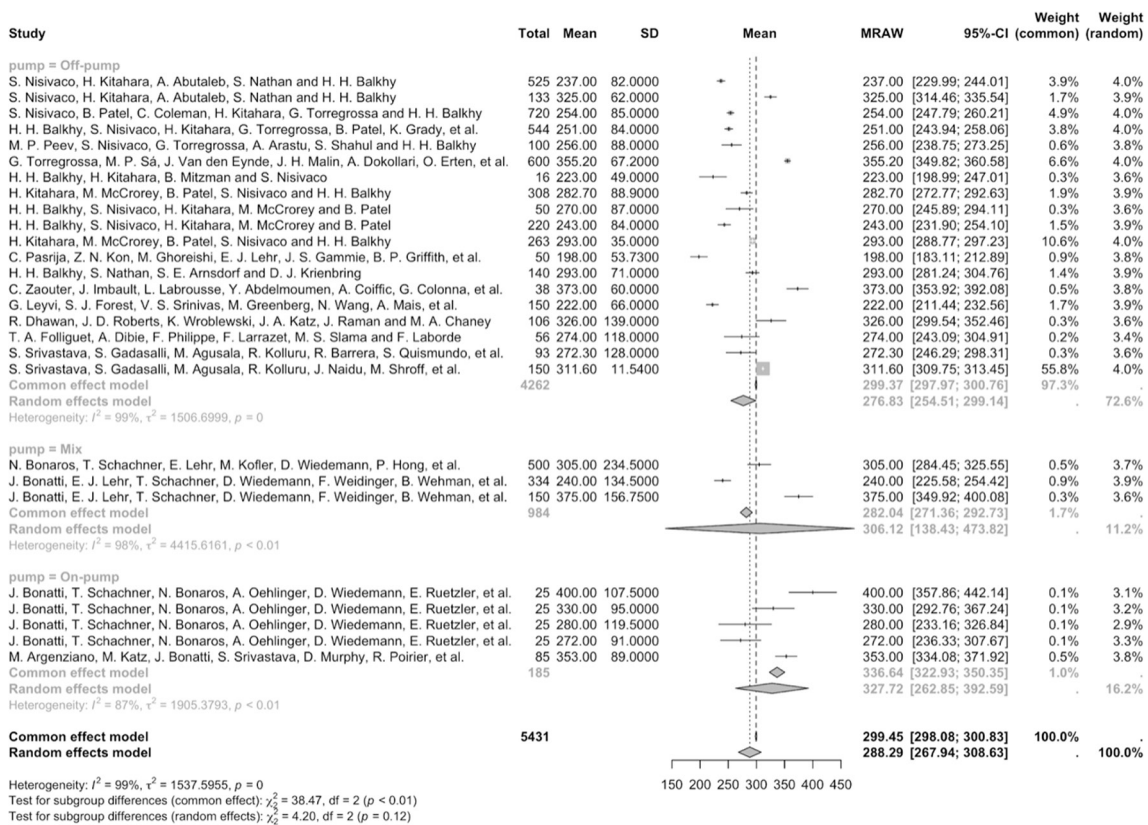 Weight Weight
Study Total Mean SD Mean MRAW 95%-CI (common) (random)
pump = Off-pump
S. Nisivaco, H. Kitahara, A. Abutaleb, S. Nathan and H. H. Balkhy 525 237.00 82.0000 237.00 [229.99; 244.01] 3.9% 4.0%
S. Nisivaco, H. Kitahara, A. Abutaleb, S. Nathan and H. H. Balkhy 133 325.00 62.0000 325.00 [314.46; 335.54] 1.7% 4.0%
S. Nisivaco, B. Patel, C. Coleman, H. Kitahara, G. Torregrossa and H. H. Balkhy 720 254.00 85.0000 254.00 [247.79; 260.21] 4.9% 4.0%
H. H. Balkhy, S. Nisivaco, H. Kitahara, G. Torregrossa, B. Patel, K. Grady, et al. 544 251.00 84.0000 251.00 [243.94; 258.06] 3.8% 4.0%
M. P. Peev, S. Nisivaco, G. Torregrossa, A. Arastu, S. Shahul and H. H. Balkhy 100 256.00 88.0000 256.00 [238.75; 273.25] 0.6% 3.8%
G. Torregrossa, M. P. Sá, J. Van den Eynde, J. H. Malin, A. Dokollari, O. Erten, et al. 600 355.20 67.2000 355.20 [349.82; 360.58] 6.6% 4.0%
H. H. Balkhy, H. Kitahara, B. Mitzman and S. Nisivaco 16 223.00 49.0000 223.00 [198.99; 247.01] 0.3% 3.6%
H. Kitahara, M. McCrorey, B. Patel, S. Nisivaco and H. H. Balkhy 308 282.70 88.9000 282.70 [272.77; 292.63] 1.9% 4.0%
H. H. Balkhy, S. Nisivaco, H. Kitahara, M. McCrorey and B. Patel 50 270.00 87.0000 270.00 [245.89; 294.11] 0.3% 3.6%
H. H. Balkhy, S. Nisivaco, H. Kitahara, M. McCrorey and B. Patel 220 243.00 84.0000 243.00 [231.90; 254.10] 1.5% 3.9%
H. Kitahara, M. McCrorey, B. Patel, S. Nisivaco and H. H. Balkhy 263 293.00 35.0000 293.00 [288.77; 297.23] 10.6% 4.0%
C. Pasrija, Z. N. Kon, M. Ghoreishi, E. J. Lehr, J. S. Gammie, B. P. Griffith, et al. 50 198.00 53.7300 198.00 [183.11; 212.89] 0.9% 3.9%
H. H. Balkhy, S. Nathan, S. E. Arnsdorf and D. J. Krienbring 140 293.00 71.0000 293.00 [281.24; 304.76] 1.4% 3.9%
C. Zaouter, J. Imbault, L. Labrousse, Y. Abdelmoumen, A. Coiffic, G. Colonna, et al. 38 373.00 60.0000 373.00 [353.92; 392.08] 0.5% 3.8%
G. Leyvi, S. J. Forest, V. S. Srinivas, M. Greenberg, N. Wang, A. Mais, et al. 150 222.00 66.0000 222.00 [211.44; 232.56] 1.7% 3.9%
R. Dhawan, J. D. Roberts, K. Wroblewski, J. A. Katz, J. Raman and M. A. Chaney 106 326.00 139.0000 326.00 [299.54; 352.46] 0.3% 3.6%
T. A. Folliguet, A. Dibie, F. Philippe, F. Larrazet, M. S. Slama and F. Laborde 56 274.00 118.0000 274.00 [243.09; 304.91] 0.2% 3.4%
S. Srivastava, S. Gadasalli, M. Agusala, R. Kolluru, R. Barrera, S. Quismundo, et al. 93 272.30 128.0000 272.30 [246.29; 298.31] 0.3% 3.6%
S. Srivastava, S. Gadasalli, M. Agusala, R. Kolluru, J. Naidu, M. Shroff, et al. 150 311.60 11.5400 311.60 [309.75; 313.45] 55.8% 4.0%
Common effect model 4262 299.37 [297.97; 300.76] 97.3% .
Random effects model 276.83 [254.51; 299.14] . 72.6%
Heterogeneity: I² = 99%, τ² = 1506.6999, p = 0
pump = Mix
N. Bonaros, T. Schachner, E. Lehr, M. Kofler, D. Wiedemann, P. Hong, et al. 500 305.00 234.5000 305.00 [284.45; 325.55] 0.5% 3.7%
J. Bonatti, E. J. Lehr, T. Schachner, D. Wiedemann, F. Weidinger, B. Wehman, et al. 334 240.00 134.5000 240.00 [225.58; 254.42] 0.9% 3.9%
J. Bonatti, E. J. Lehr, T. Schachner, D. Wiedemann, F. Weidinger, B. Wehman, et al. 150 375.00 156.7500 375.00 [349.92; 400.08] 0.3% 3.6%
Common effect model 984 282.04 [271.36; 292.73] 1.7% .
Random effects model 306.12 [138.43; 473.82] . 11.2%
Heterogeneity: I² = 98%, τ² = 4415.6161, p < 0.01
pump = On-pump
J. Bonatti, T. Schachner, N. Bonaros, A. Oehlinger, D. Wiedemann, E. Ruetzler, et al. 25 400.00 107.5000 400.00 [357.86; 442.14] 0.1% 3.1%
J. Bonatti, T. Schachner, N. Bonaros, A. Oehlinger, D. Wiedemann, E. Ruetzler, et al. 25 330.00 95.0000 330.00 [292.76; 367.24] 0.1% 3.2%
J. Bonatti, T. Schachner, N. Bonaros, A. Oehlinger, D. Wiedemann, E. Ruetzler, et al. 25 280.00 119.5000 280.00 [233.16; 326.84] 0.1% 2.9%
J. Bonatti, T. Schachner, N. Bonaros, A. Oehlinger, D. Wiedemann, E. Ruetzler, et al. 25 272.00 91.0000 272.00 [236.33; 307.67] 0.1% 3.3%
M. Argenziano, M. Katz, J. Bonatti, S. Srivastava, D. Murphy, R. Poirier, et al. 85 353.00 89.0000 353.00 [334.08; 371.92] 0.5% 3.8%
Common effect model 185 336.64 [322.93; 350.35] 1.0% .
Random effects model 327.72 [262.85; 392.59] . 16.2%
Heterogeneity: I² = 87%, τ² = 1905.3793, p < 0.01
Common effect model 5431 299.45 [298.08; 300.83] 100.0% .
Random effects model 288.29 [267.94; 308.63] . 100.0%
150 200 250 300 350 400 450
Heterogeneity: I² = 99%, τ² = 1537.5955, p = 0
Test for subgroup differences (common effect): χ²₂ = 38.47, df = 2 (p < 0.01)
Test for subgroup differences (random effects): χ²₂ = 4.20, df = 2 (p = 0.12)